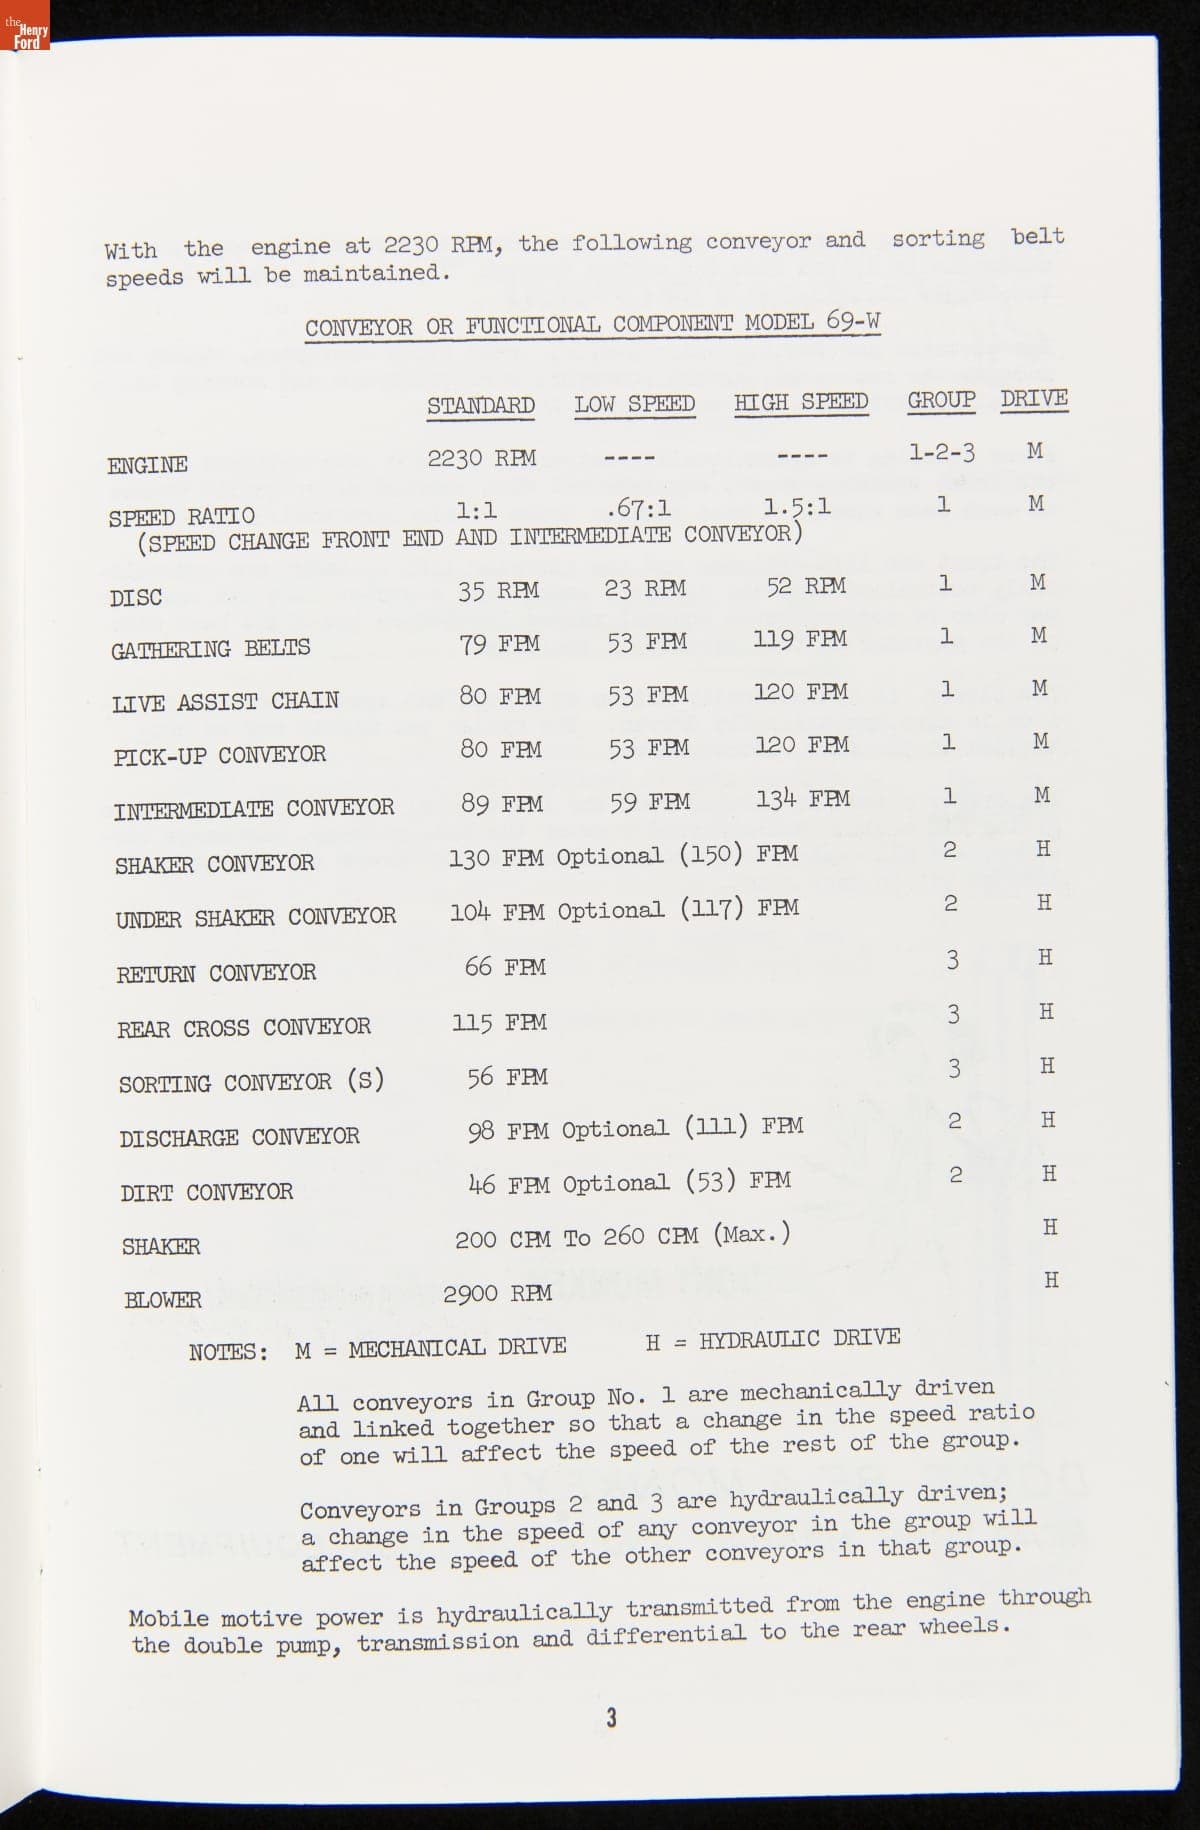 the
Henry
Ford
With the engine at 2230 RPM, the following conveyor and sorting belt
speeds will be maintained.
CONVEYOR OR FUNCTIONAL COMPONENT MODEL 69-W
STANDARD LOW SPEED HIGH SPEED GROUP DRIVE
ENGINE 2230 RPM ---- ---- 1-2-3 M
SPEED RATIO 1:1 .67:1 1.5:1 1 M
(SPEED CHANGE FRONT END AND INTERMEDIATE CONVEYOR)
DISC 35 RPM 23 RPM 52 RPM 1 M
GATHERING BELTS 79 FPM 53 FPM 119 FPM 1 M
LIVE ASSIST CHAIN 80 FPM 53 FPM 120 FPM 1 M
PICK-UP CONVEYOR 80 FPM 53 FPM 120 FPM 1 M
INTERMEDIATE CONVEYOR 89 FPM 59 FPM 134 FPM 1 M
SHAKER CONVEYOR 130 FPM Optional (150) FPM 2 H
UNDER SHAKER CONVEYOR 104 FPM Optional (117) FPM 2 H
RETURN CONVEYOR 66 FPM 3 H
REAR CROSS CONVEYOR 115 FPM 3 H
SORTING CONVEYOR (S) 56 FPM 3 H
DISCHARGE CONVEYOR 98 FPM Optional (111) FPM 2 H
DIRT CONVEYOR 46 FPM Optional (53) FPM 2 H
SHAKER 200 CPM To 260 CPM (Max.) H
BLOWER 2900 RPM H
NOTES: M = MECHANICAL DRIVE H = HYDRAULIC DRIVE
All conveyors in Group No. 1 are mechanically driven
and linked together so that a change in the speed ratio
of one will affect the speed of the rest of the group.
Conveyors in Groups 2 and 3 are hydraulically driven;
a change in the speed of any conveyor in the group will
affect the speed of the other conveyors in that group.
Mobile motive power is hydraulically transmitted from the engine through
the double pump, transmission and differential to the rear wheels.
3